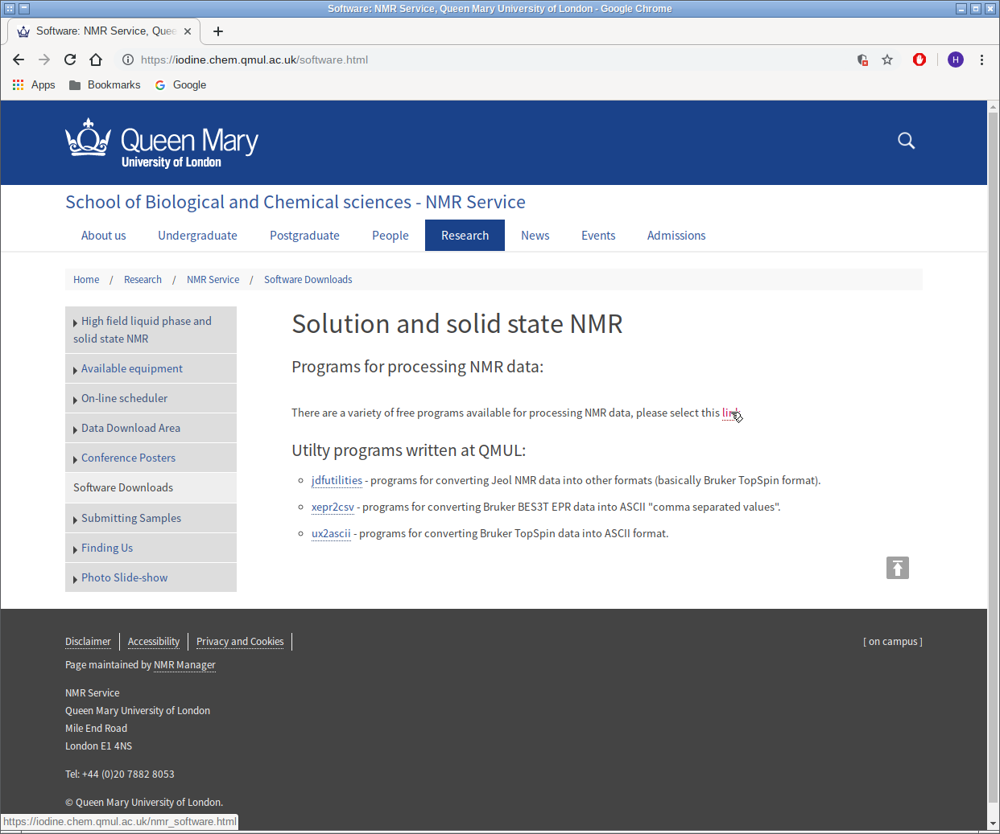 Software: NMR Service, Queen Mary University of London - Google Chrome
Software: NMR Service, Quee
https://iodine.chem.qmul.ac.uk/software.html
H
Apps Bookmarks Google
Queen Mary
University of London
School of Biological and Chemical sciences - NMR Service
About us Undergraduate Postgraduate People Research News Events Admissions
Home / Research / NMR Service / Software Downloads
High field liquid phase and
solid state NMR
Available equipment
On-line scheduler
Data Download Area
Conference Posters
Software Downloads
Submitting Samples
Finding Us
Photo Slide-show
Solution and solid state NMR
Programs for processing NMR data:
There are a variety of free programs available for processing NMR data, please select this link.
Utilty programs written at QMUL:
jdfutilities - programs for converting Jeol NMR data into other formats (basically Bruker TopSpin format).
xepr2csv - programs for converting Bruker BES3T EPR data into ASCII "comma separated values".
ux2ascii - programs for converting Bruker TopSpin data into ASCII format.
Disclaimer Accessibility Privacy and Cookies [ on campus ]
Page maintained by NMR Manager
NMR Service
Queen Mary University of London
Mile End Road
London E1 4NS
Tel: +44 (0)20 7882 8053
© Queen Mary University of London.
https://iodine.chem.qmul.ac.uk/nmr_software.html